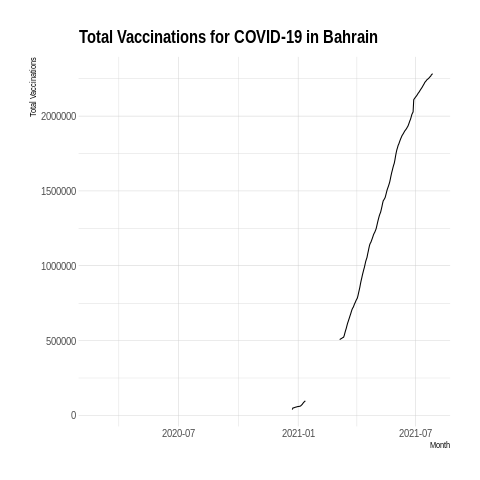 Total Vaccinations for COVID-19 in Bahrain
Total Vaccinations
2000000
1500000
1000000
500000
0
2020-07 2021-01 2021-07
Month